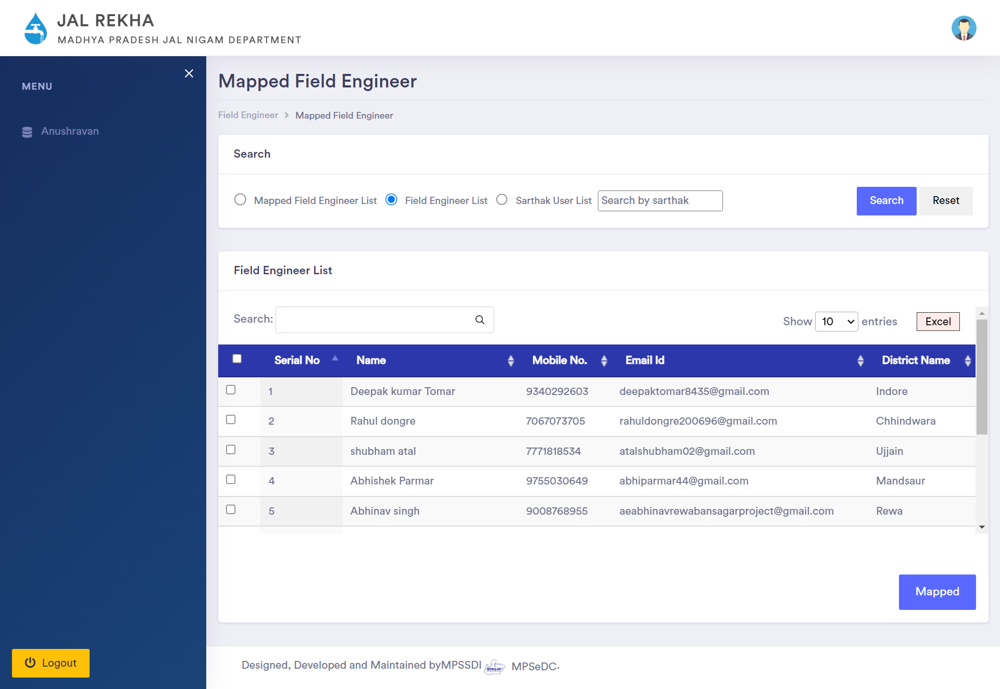 JAL REKHA
MADHYA PRADESH JAL NIGAM DEPARTMENT
MENU
Anushravan
Logout
Mapped Field Engineer
Field Engineer > Mapped Field Engineer
Search
Mapped Field Engineer List Field Engineer List Sarthak User List Search by sarthak Search Reset
Field Engineer List
Search: Show 10 entries Excel
Serial No Name Mobile No. Email Id District Name
1 Deepak kumar Tomar 9340292603 deepaktomar8435@gmail.com Indore
2 Rahul dongre 7067073705 rahuldongre200696@gmail.com Chhindwara
3 shubham atal 7771818534 atalshubham02@gmail.com Ujjain
4 Abhishek Parmar 9755030649 abhiparmar44@gmail.com Mandsaur
5 Abhinav singh 9008768955 aeabhinavrewabansagarproject@gmail.com Rewa
Mapped
Designed, Developed and Maintained byMPSSDI MPSeDC MPSeDC.